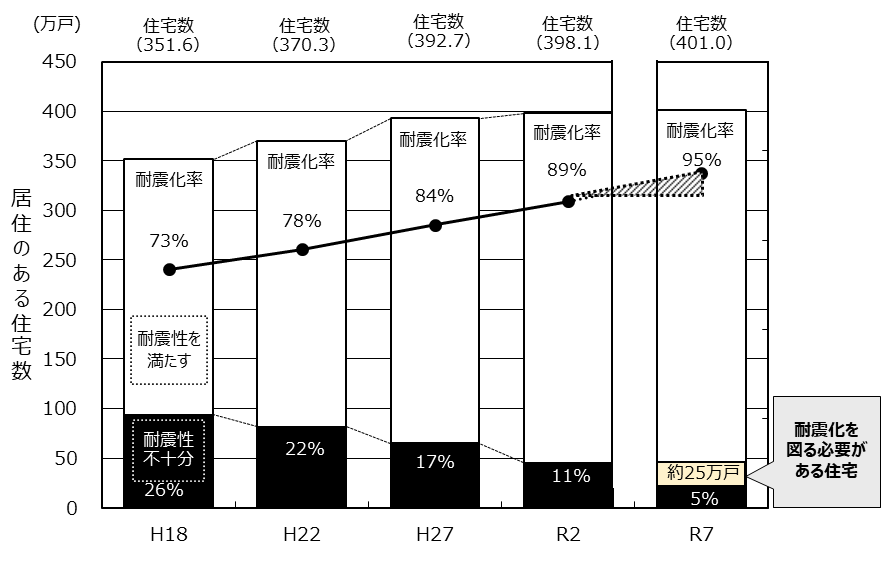 (万戸)
住宅数
(351.6)
住宅数
(370.3)
住宅数
(392.7)
住宅数
(398.1)
住宅数
(401.0)
450
400
350
300
250
200
150
100
50
0
居住のある住宅数
耐震化率
73%
耐震化率
78%
耐震化率
84%
耐震化率
89%
耐震化率
95%
耐震性を
満たす
耐震性
不十分
26%
22%
17%
11%
約25万戸
5%
耐震化を
図る必要が
ある住宅
H18
H22
H27
R2
R7